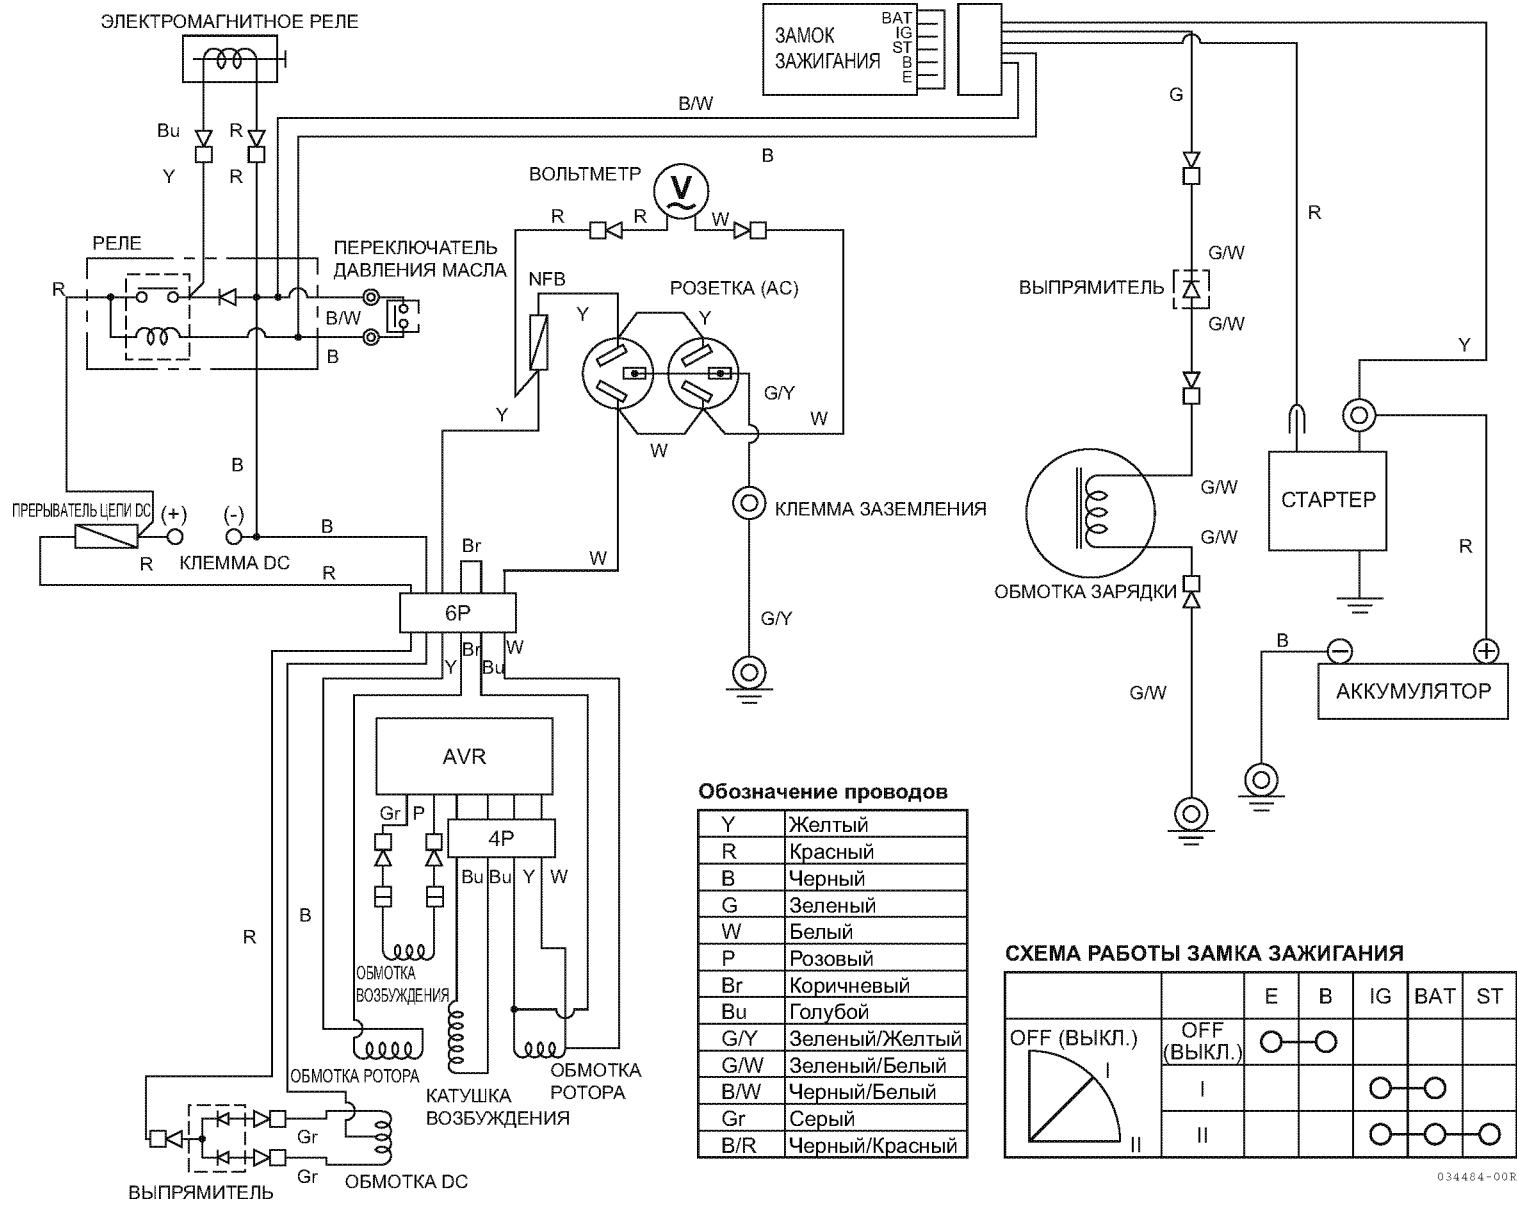 ЭЛЕКТРОМАГНИТНОЕ РЕЛЕ
ЗАМОК
ЗАЖИГАНИЯ
BAT
IG
ST
B
E
B/W
G
Bu
R
Y
R
B
ВОЛЬТМЕТР
V
R
R
W
R
РЕЛЕ
ПЕРЕКЛЮЧАТЕЛЬ
ДАВЛЕНИЯ МАСЛА
R
B/W
B
NFB
Y
РОЗЕТКА (AC)
Y
G/Y
W
W
Y
G/W
ВЫПРЯМИТЕЛЬ
G/W
Y
B
ПРЕРЫВАТЕЛЬ ЦЕПИ DC
(+)
(-)
B
R
КЛЕММА DC
R
Br
W
КЛЕММА ЗАЗЕМЛЕНИЯ
G/W
G/W
ОБМОТКА ЗАРЯДКИ
СТАРТЕР
R
6P
G/Y
Y
Br
Bu
W
B
АККУМУЛЯТОР
G/W
AVR
Gr
P
4P
Bu
Bu
Y
W
B
R
ОБМОТКА
ВОЗБУЖДЕНИЯ
ОБМОТКА РОТОРА
КАТУШКА
ВОЗБУЖДЕНИЯ
ОБМОТКА
РОТОРА
Gr
Gr
ОБМОТКА DC
ВЫПРЯМИТЕЛЬ
Обозначение проводов
Y Желтый
R Красный
B Черный
G Зеленый
W Белый
P Розовый
Br Коричневый
Bu Голубой
G/Y Зеленый/Желтый
G/W Зеленый/Белый
B/W Черный/Белый
Gr Серый
B/R Черный/Красный
СХЕМА РАБОТЫ ЗАМКА ЗАЖИГАНИЯ
E B IG BAT ST
OFF (ВЫКЛ.)
I
II
OFF
(ВЫКЛ.)
I
II
034484-00R